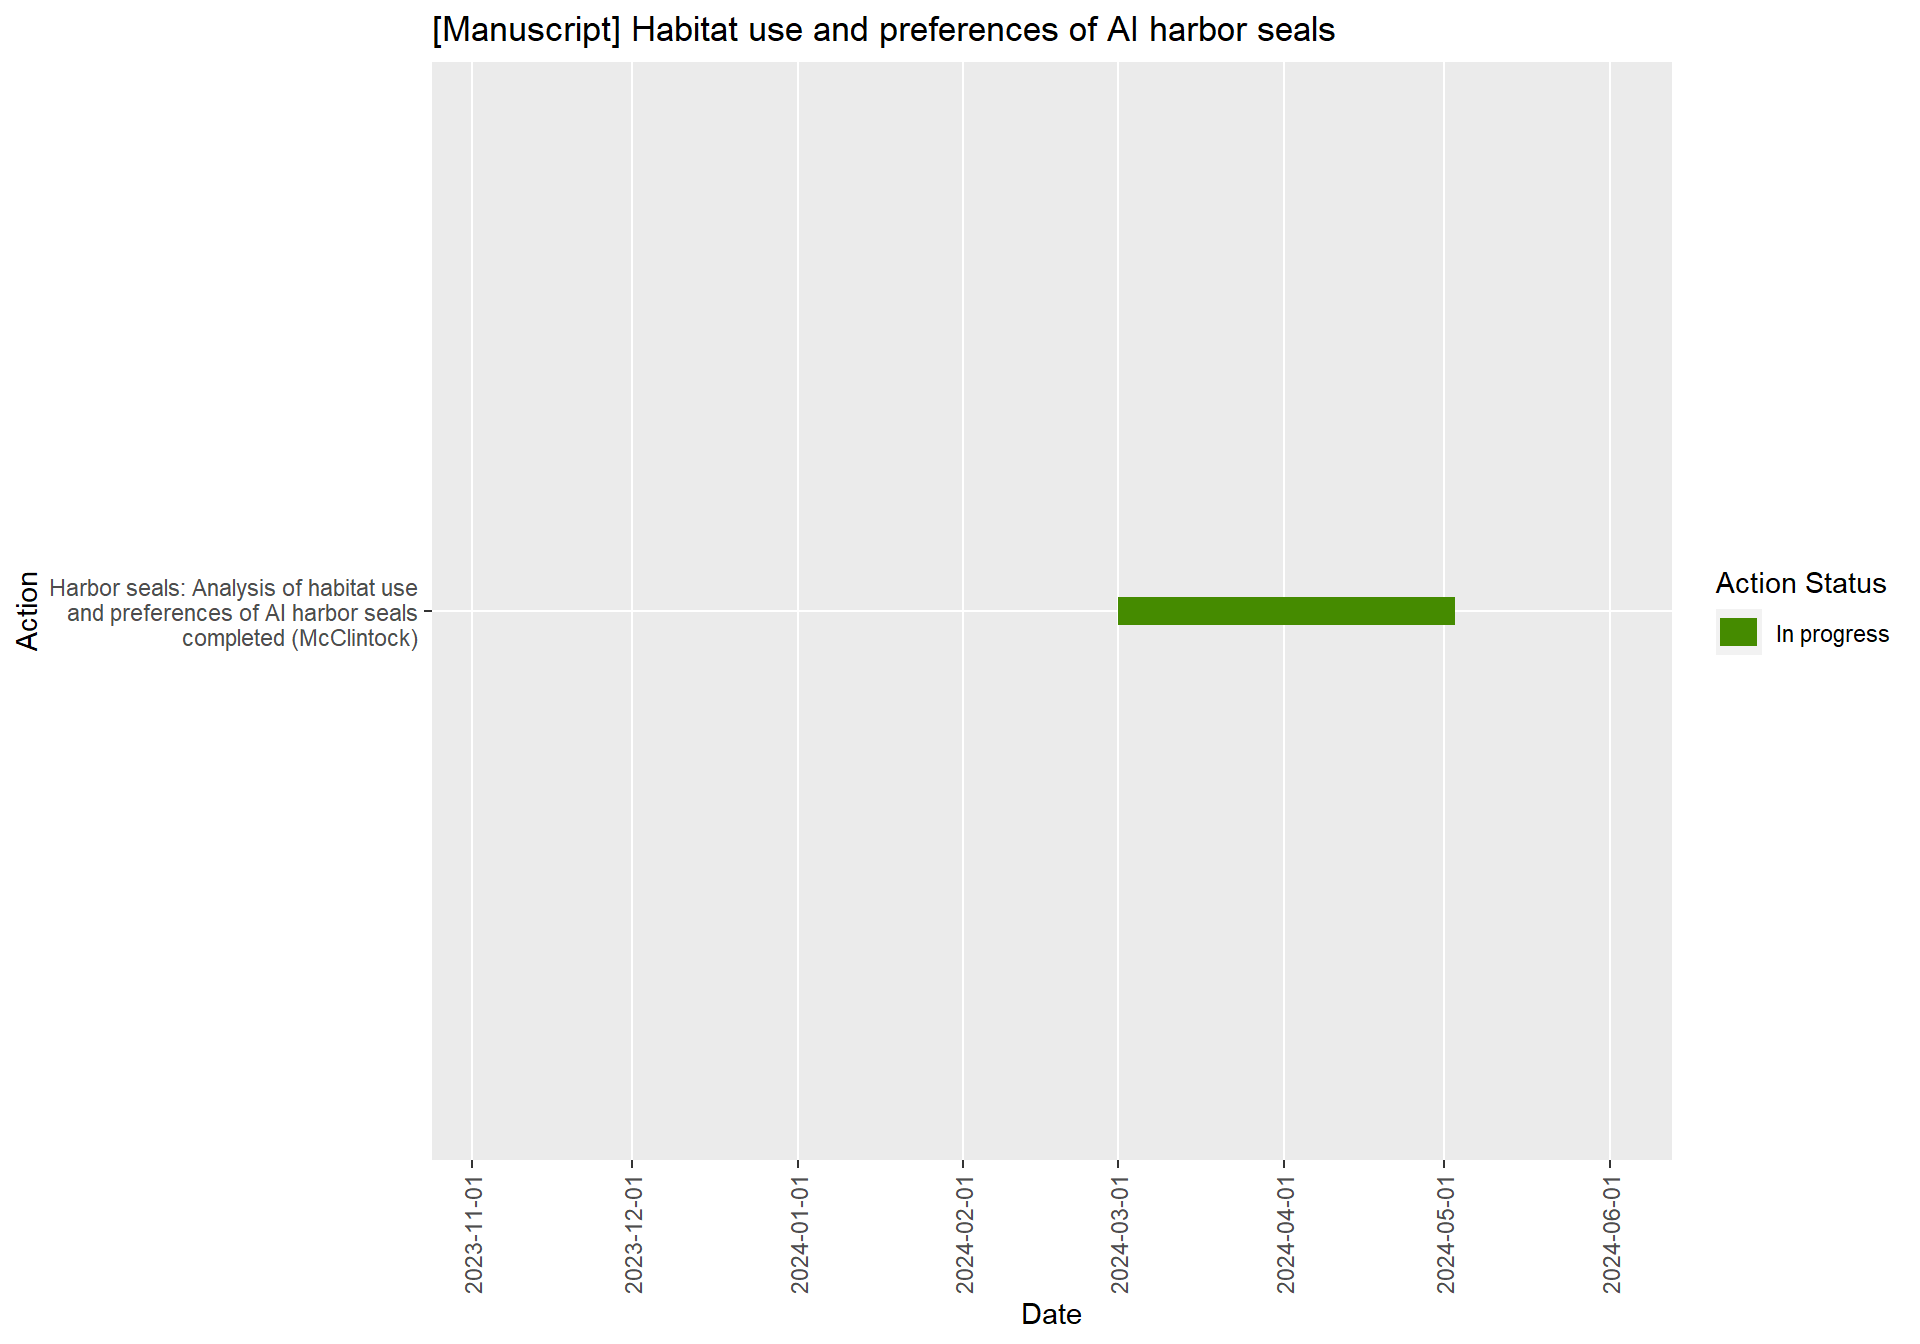 [Manuscript] Habitat use and preferences of AI harbor seals
Action
Harbor seals: Analysis of habitat use
and preferences of AI harbor seals
completed (McClintock)
Action Status
In progress
2023-11-01
2023-12-01
2024-01-01
2024-02-01
2024-03-01
2024-04-01
2024-05-01
2024-06-01
Date